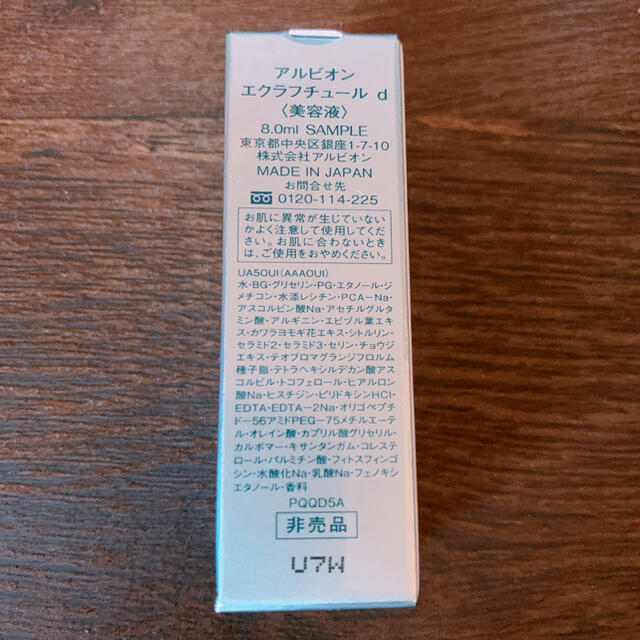 アルビオン
エクラフチュール d
〈美容液〉
8.0ml SAMPLE
東京都中央区銀座1-7-10
株式会社アルビオン
MADE IN JAPAN
お問合せ先
0120-114-225
お肌に異常が生じていない
かよく注意して使用してくだ
さい。お肌に合わないとき
は、ご使用をおやめください。
UA5OUI(AAAOUI)
水・BG・グリセリン・PG・エタノール・ジ
メチコン・水添レシチン・PCA－Na・
アスコルビン酸Na・アセチルグルタ
ミン酸・アルギニン・エピゾル葉エキ
ス・カワラヨモギ花エキス・シトルリン・
セラミド2・セラミド3・セリン・チョウジ
エキス・テオブロマグランジフロルム
種子脂・テトラヘキシルデカン酸アス
コルビル・トコフェロール・ヒアルロン
酸Na・ヒスチジン・ピリドキシンHCl・
EDTA・EDTA－2Na・オリゴペプチ
ド－56アミドPEG－75メチルエーテ
ル・オレイン酸・カプリル酸グリセリル・
カルボマー・キサンタンガム・コレステ
ロール・パルミチン酸・フィトスフィンゴ
シン・水酸化Na・乳酸Na・フェノキシ
エタノール・香料
PQQD5A
非売品
U7W